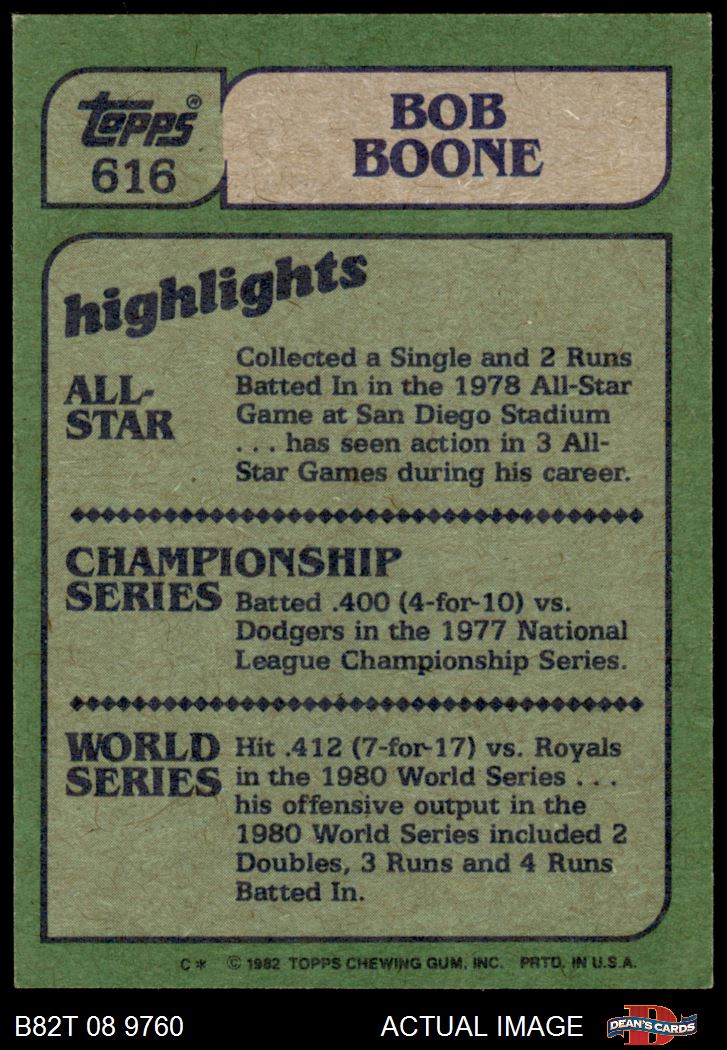 topps®
616
BOB
BOONE
highlights
ALL-
STAR
Collected a Single and 2 Runs
Batted In in the 1978 All-Star
Game at San Diego Stadium
. . . has seen action in 3 All-
Star Games during his career.
CHAMPIONSHIP
SERIES
Batted .400 (4-for-10) vs.
Dodgers in the 1977 National
League Championship Series.
WORLD
SERIES
Hit .412 (7-for-17) vs. Royals
in the 1980 World Series . . .
his offensive output in the
1980 World Series included 2
Doubles, 3 Runs and 4 Runs
Batted In.
C* © 1982 TOPPS CHEWING GUM, INC. PRTD. IN U.S.A.
B82T 08 9760
ACTUAL IMAGE
D
DEAN'S CARDS